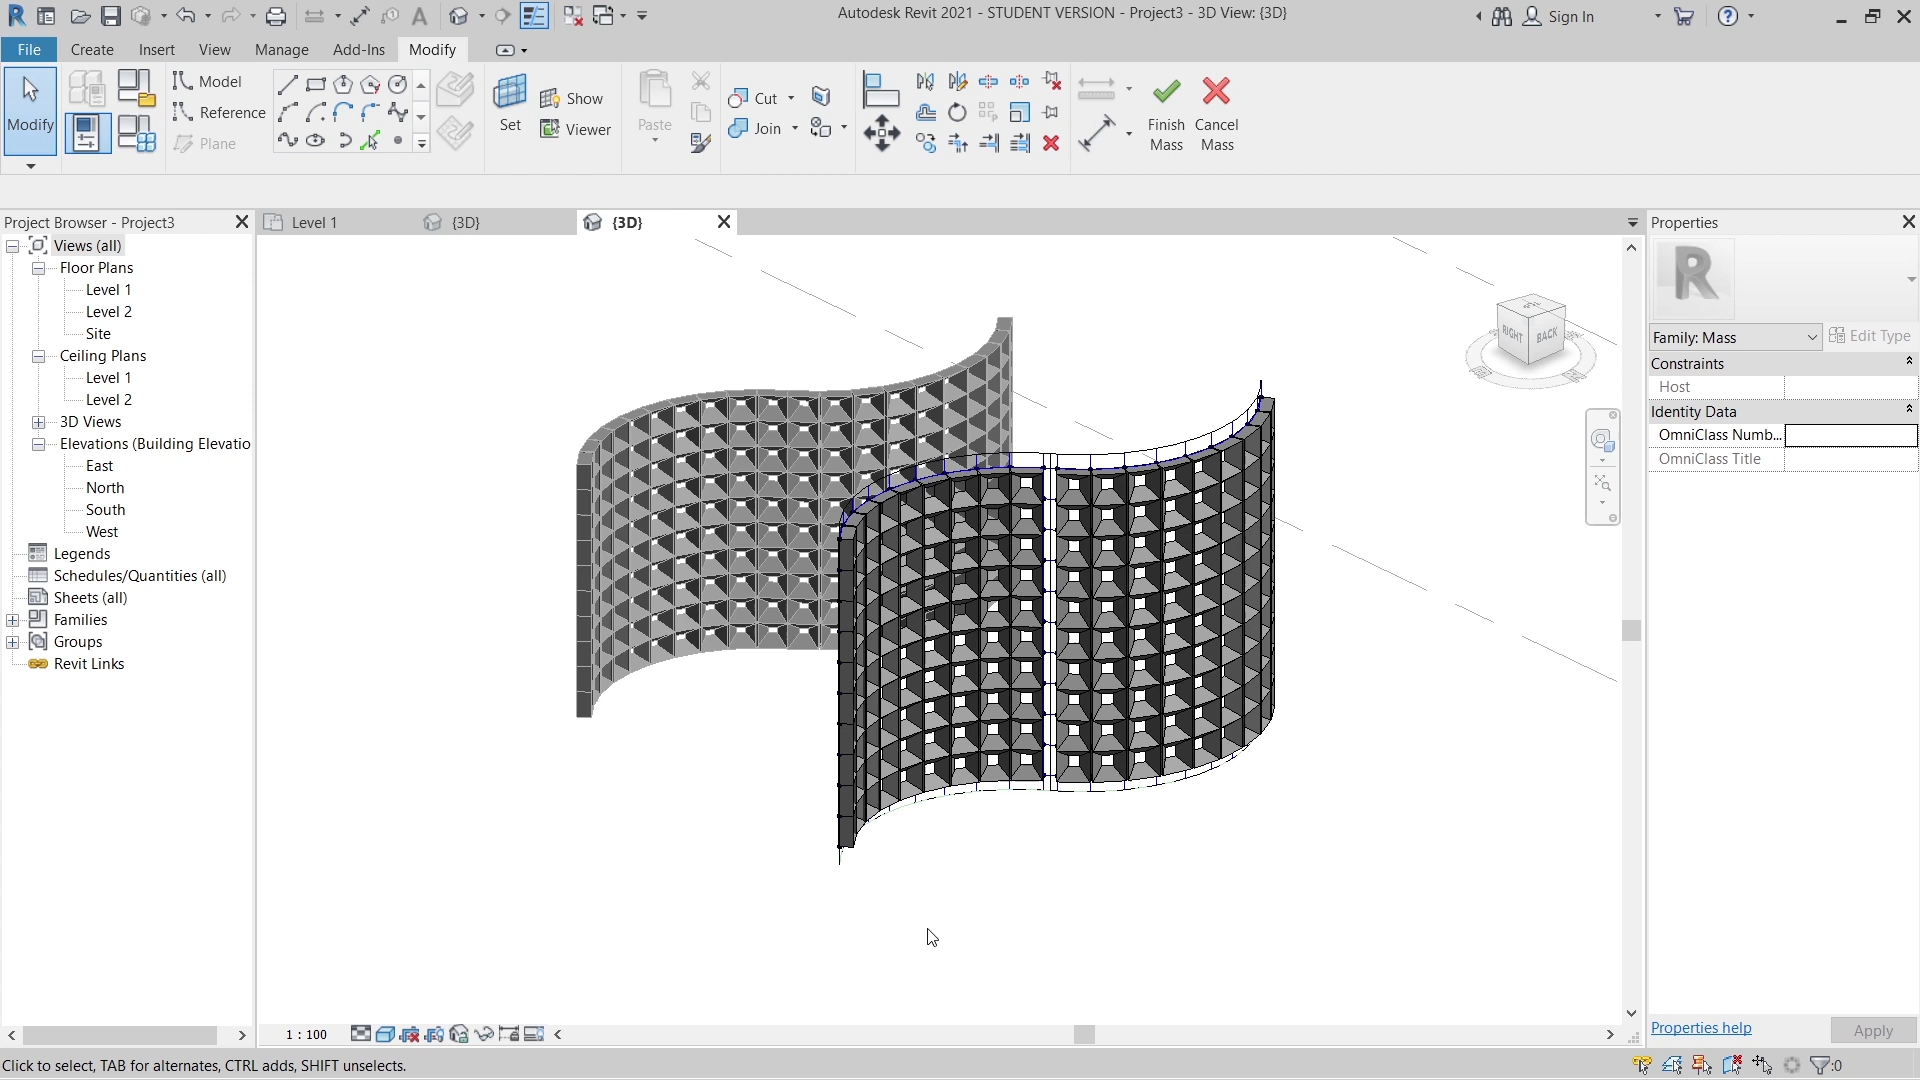 Autodesk Revit 2021 - STUDENT VERSION - Project3 - 3D View: {3D}
Sign In
File Create Insert View Manage Add-Ins Modify
Modify
Model
Reference
Plane
Set
Show
Viewer
Paste
Cut
Join
Finish Mass
Cancel Mass
Project Browser - Project3
Level 1
{3D}
{3D}
Properties
Views (all)
Floor Plans
Level 1
Level 2
Site
Ceiling Plans
Level 1
Level 2
3D Views
Elevations (Building Elevatio
East
North
South
West
Legends
Schedules/Quantities (all)
Sheets (all)
Families
Groups
Revit Links
RIGHT
BACK
R
Family: Mass
Edit Type
Constraints
Host
Identity Data
OmniClass Numb...
OmniClass Title
Properties help
Apply
1 : 100
Click to select, TAB for alternates, CTRL adds, SHIFT unselects.
:0